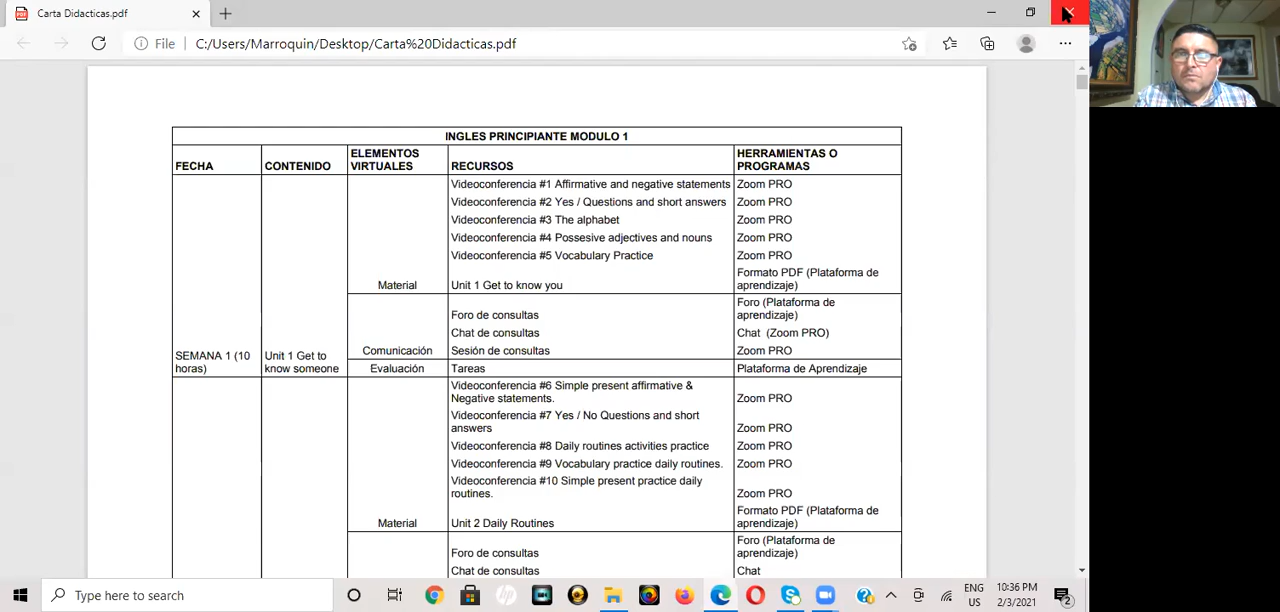 Carta Didacticas.pdf
File
C:/Users/Marroquin/Desktop/Carta%20Didacticas.pdf
INGLES PRINCIPIANTE MODULO 1
FECHA
CONTENIDO
ELEMENTOS
VIRTUALES
RECURSOS
HERRAMIENTAS O
PROGRAMAS
Videoconferencia #1 Affirmative and negative statements
Zoom PRO
Videoconferencia #2 Yes / Questions and short answers
Zoom PRO
Videoconferencia #3 The alphabet
Zoom PRO
Videoconferencia #4 Possesive adjectives and nouns
Zoom PRO
Videoconferencia #5 Vocabulary Practice
Zoom PRO
Material
Unit 1 Get to know you
Formato PDF (Plataforma de
aprendizaje)
Foro de consultas
Foro (Plataforma de
aprendizaje)
Chat de consultas
Chat (Zoom PRO)
SEMANA 1 (10
horas)
Unit 1 Get to
know someone
Comunicación
Sesión de consultas
Zoom PRO
Evaluación
Tareas
Plataforma de Aprendizaje
Videoconferencia #6 Simple present affirmative &
Negative statements.
Zoom PRO
Videoconferencia #7 Yes / No Questions and short
answers
Zoom PRO
Videoconferencia #8 Daily routines activities practice
Zoom PRO
Videoconferencia #9 Vocabulary practice daily routines.
Zoom PRO
Videoconferencia #10 Simple present practice daily
routines.
Zoom PRO
Material
Unit 2 Daily Routines
Formato PDF (Plataforma de
aprendizaje)
Foro de consultas
Foro (Plataforma de
aprendizaje)
Chat de consultas
Chat
Type here to search
ENG
US
10:36 PM
2/3/2021
2